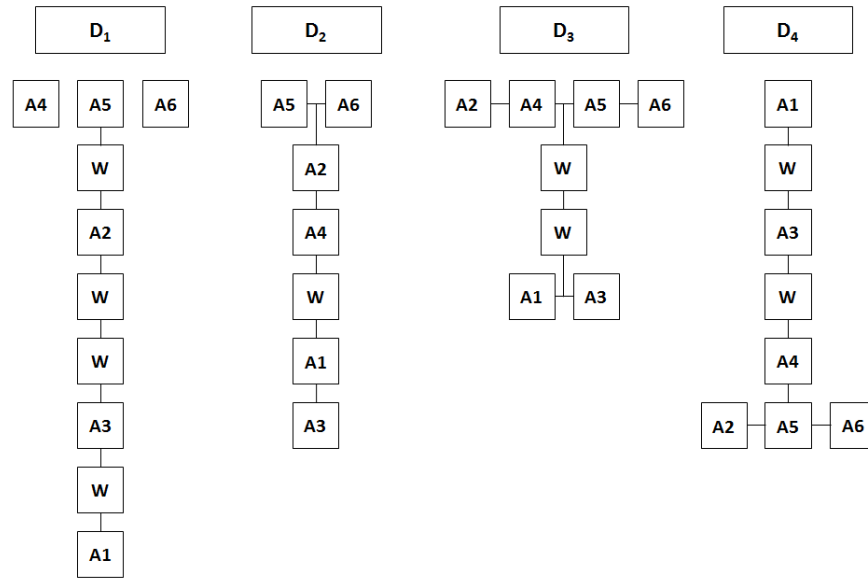 D₁ D₂ D₃ D₄
A4 A5 A6 A5 A6 A2 A4 A5 A6 A1
W A2 W W
A2 A4 W A3
W W A1 A3 W
W A1 A4
A3 A3 A2 A5 A6
W
A1